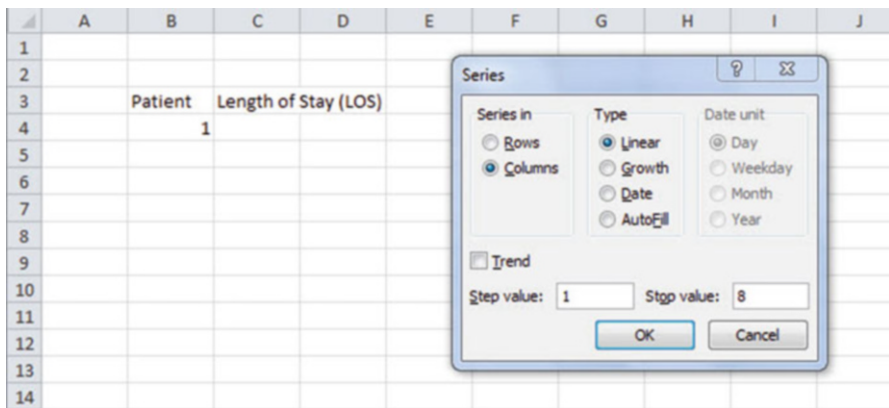 A B C D E F G H I J
1
2
3 Patient Length of Stay (LOS)
4 1
5
6
7
8
9
10
11
12
13
14
Series
Series in
Rows
Columns
Type
Linear
Growth
Date
AutoFill
Date unit
Day
Weekday
Month
Year
Trend
Step value: 1 Stop value: 8
OK Cancel